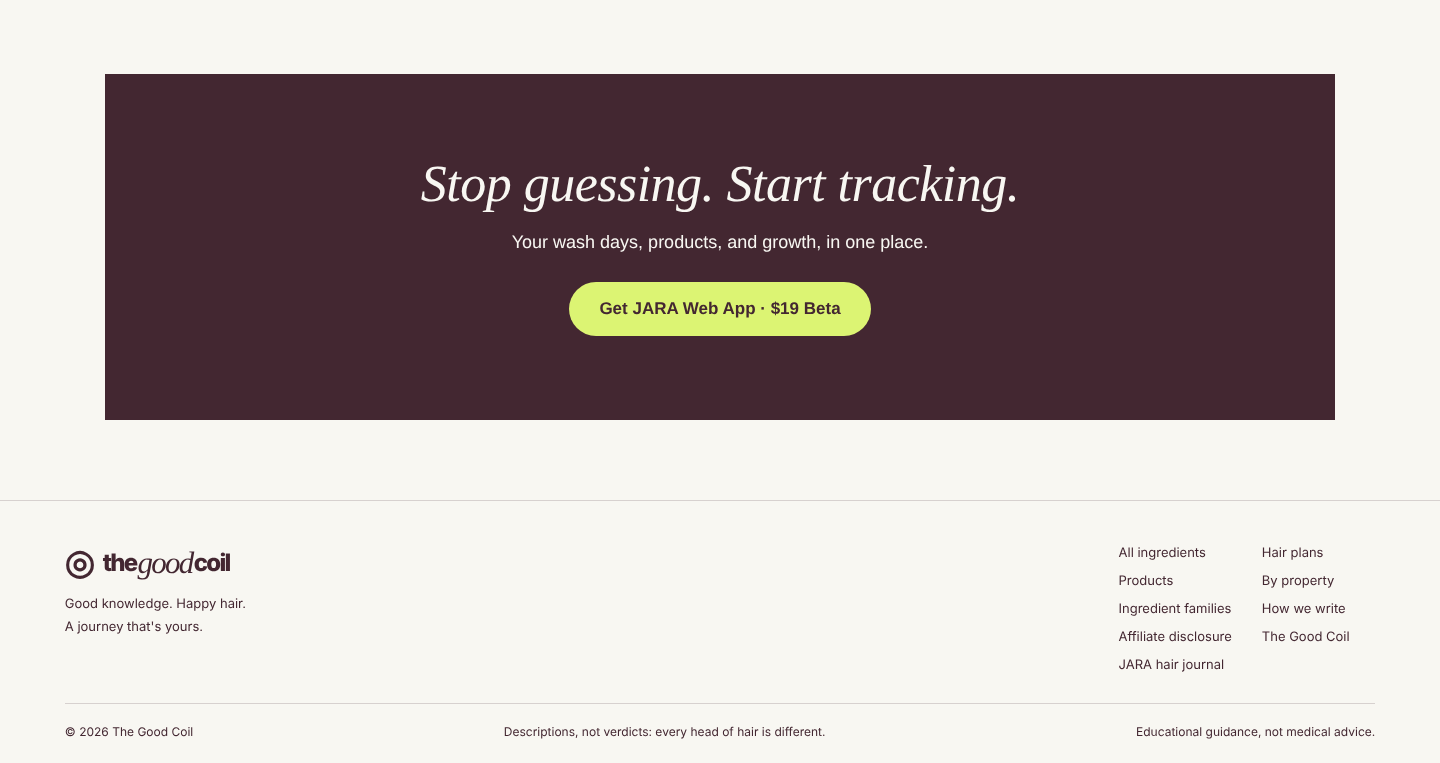 Stop guessing. Start tracking.
Your wash days, products, and growth, in one place.
Get JARA Web App · $19 Beta
thegoodcoil
Good knowledge. Happy hair.
A journey that's yours.
All ingredients
Products
Ingredient families
Affiliate disclosure
JARA hair journal
Hair plans
By property
How we write
The Good Coil
© 2026 The Good Coil
Descriptions, not verdicts: every head of hair is different.
Educational guidance, not medical advice.